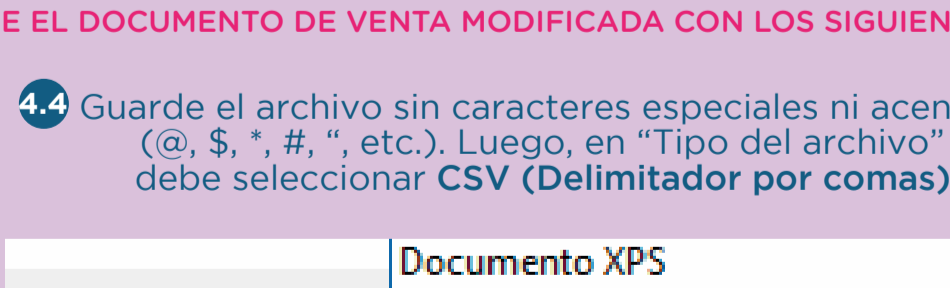 E EL DOCUMENTO DE VENTA MODIFICADA CON LOS SIGUIEN
4.4 Guarde el archivo sin caracteres especiales ni acen
(@, $, *, #, “, etc.). Luego, en “Tipo del archivo”
debe seleccionar CSV (Delimitador por comas)
Documento XPS